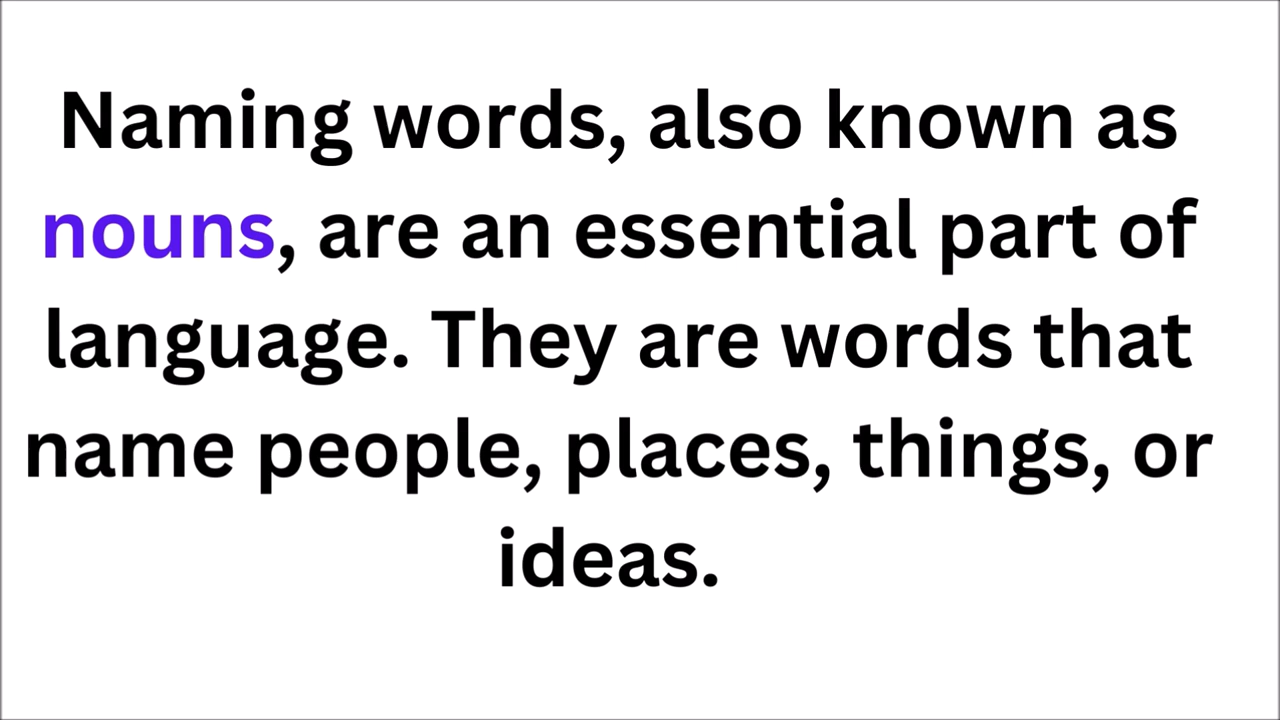 Naming words, also known as
nouns, are an essential part of
language. They are words that
name people, places, things, or
ideas.